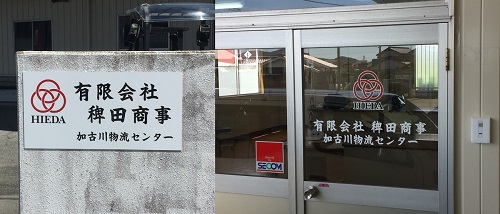 HIEDA
有限会社
稗田商事
加古川物流センター
HIEDA
有限会社 稗田商事
加古川物流センター
SECOM